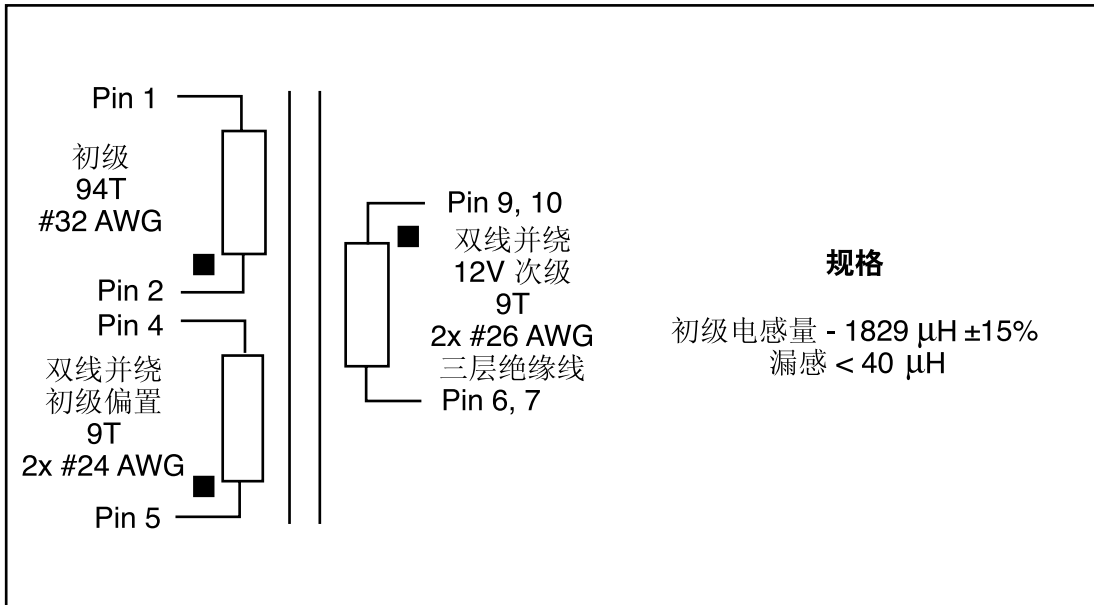 Pin 1
初级
94T
#32 AWG
Pin 2
Pin 4
双线并绕
初级偏置
9T
2x #24 AWG
Pin 5
Pin 9, 10
双线并绕
12V 次级
9T
2x #26 AWG
三层绝缘线
Pin 6, 7
规格
初级电感量 - 1829 μH ±15%
漏感 < 40 μH